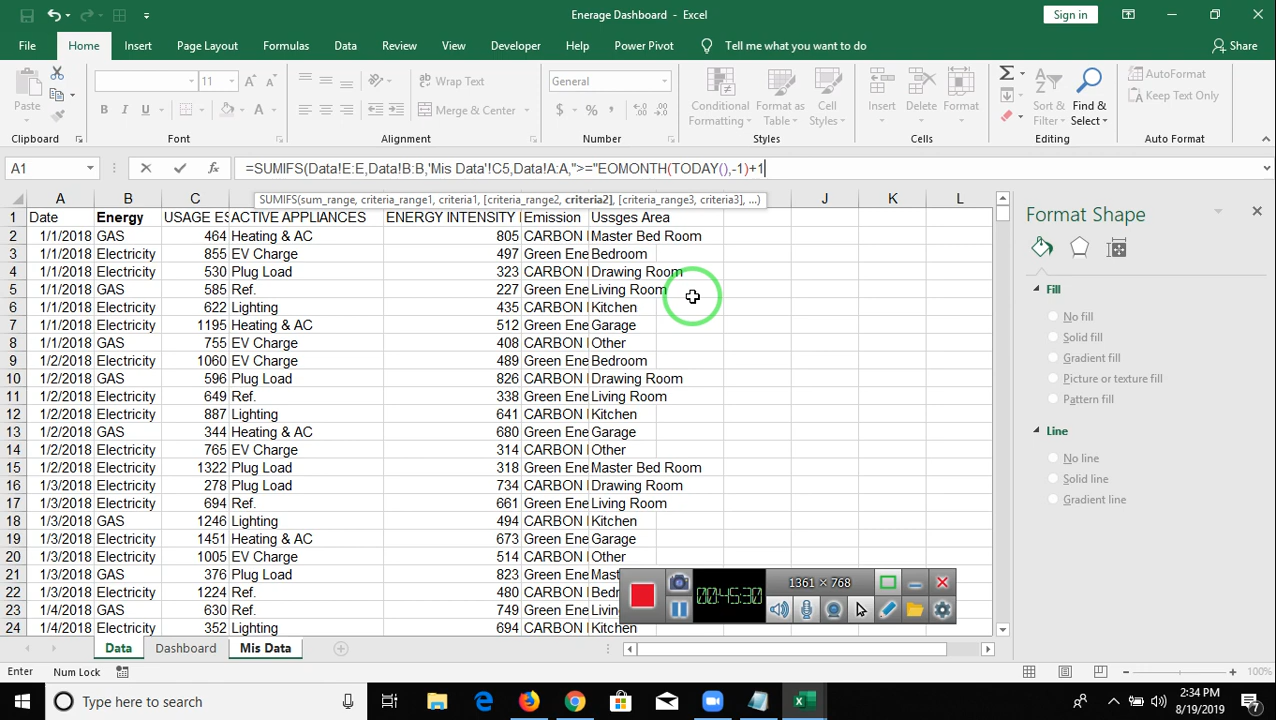 Enerage Dashboard - Excel
Sign in
File Home Insert Page Layout Formulas Data Review View Developer Help Power Pivot Tell me what you want to do Share
Paste
Clipboard
11
B I U
Font
Wrap Text
Merge & Center
Alignment
General
$ % ,
Number
Conditional Formatting
Format as Table
Cell Styles
Styles
Insert Delete Format
Cells
Sort & Filter
Find & Select
Editing
AutoFormat
Keep Text Only
Auto Format
A1
=SUMIFS(Data!E:E,Data!B:B,'Mis Data'!C5,Data!A:A,">="EOMONTH(TODAY(),-1)+1
SUMIFS(sum_range, criteria_range1, criteria1, [criteria_range2, criteria2], [criteria_range3, criteria3], ...)
A B C D E F G H I J K L
1 Date Energy USAGE ES ACTIVE APPLIANCES ENERGY INTENSITY Emission Ussges Area
2 1/1/2018 GAS 464 Heating & AC 805 CARBON Master Bed Room
3 1/1/2018 Electricity 855 EV Charge 497 Green Ene Bedroom
4 1/1/2018 Electricity 530 Plug Load 323 CARBON Drawing Room
5 1/1/2018 GAS 585 Ref. 227 Green Ene Living Room
6 1/1/2018 Electricity 622 Lighting 435 CARBON Kitchen
7 1/1/2018 Electricity 1195 Heating & AC 512 Green Ene Garage
8 1/1/2018 GAS 755 EV Charge 408 Green Ene Other
9 1/2/2018 Electricity 1060 EV Charge 489 Green Ene Bedroom
10 1/2/2018 GAS 596 Plug Load 826 CARBON Drawing Room
11 1/2/2018 Electricity 649 Ref. 338 Green Ene Living Room
12 1/2/2018 Electricity 887 Lighting 641 CARBON Kitchen
13 1/2/2018 GAS 344 Heating & AC 680 Green Ene Garage
14 1/2/2018 Electricity 765 EV Charge 314 Green Ene Other
15 1/2/2018 Electricity 1322 Plug Load 318 Green Ene Master Bed Room
16 1/3/2018 Electricity 278 Plug Load 734 CARBON Drawing Room
17 1/3/2018 Electricity 694 Ref. 661 Green Ene Living Room
18 1/3/2018 GAS 1246 Lighting 494 CARBON Kitchen
19 1/3/2018 Electricity 1451 Heating & AC 673 Green Ene Garage
20 1/3/2018 Electricity 1005 EV Charge 514 CARBON Other
21 1/3/2018 GAS 376 Plug Load 823 Green Ene Mast
22 1/3/2018 Electricity 1224 Ref. 480 CARBON Bedr
23 1/4/2018 GAS 630 Ref. 749 Green Ene Livin
24 1/4/2018 Electricity 352 Lighting 694 CARBON Kitchen
Format Shape
Fill
No fill
Solid fill
Gradient fill
Picture or texture fill
Pattern fill
Line
No line
Solid line
Gradient line
00:45:30
1361 × 768
Data Dashboard Mis Data
Enter Num Lock
100%
Type here to search
2:34 PM
8/19/2019
7